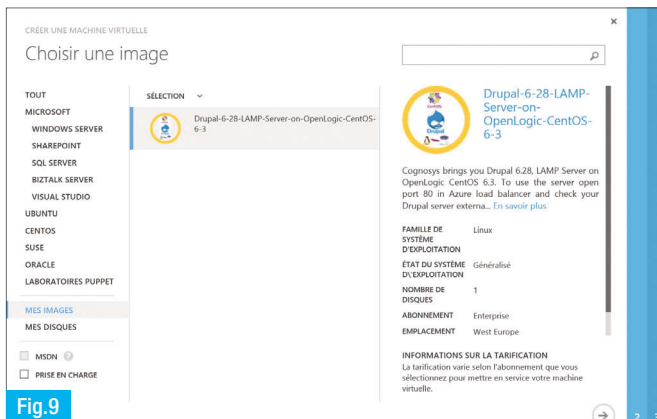 CRÉER UNE MACHINE VIRTUELLE
Choisir une image
TOUT
MICROSOFT
WINDOWS SERVER
SHAREPOINT
SQL SERVER
BIZTALK SERVER
VISUAL STUDIO
UBUNTU
CENTOS
SUSE
ORACLE
LABORATOIRES PUPPET
MES IMAGES
MES DISQUES
MSDN
PRISE EN CHARGE
SÉLECTION
Drupal-6-28-LAMP-Server-on-OpenLogic-CentOS-
6-3
Drupal-6-28-LAMP-
Server-on-
OpenLogic-CentOS-
6-3
Cognosys brings you Drupal 6.28, LAMP Server on
OpenLogic CentOS 6.3. To use the server open
port 80 in Azure load balancer and check your
Drupal server externa... En savoir plus
FAMILLE DE
SYSTÈME
D'EXPLOITATION
Linux
ÉTAT DU SYSTÈME
D\'EXPLOITATION
Généralisé
NOMBRE DE
DISQUES
1
ABONNEMENT Enterprise
EMPLACEMENT West Europe
INFORMATIONS SUR LA TARIFICATION
La tarification varie selon l'abonnement que vous
sélectionnez pour mettre en service votre machine
virtuelle.
Fig.9
2